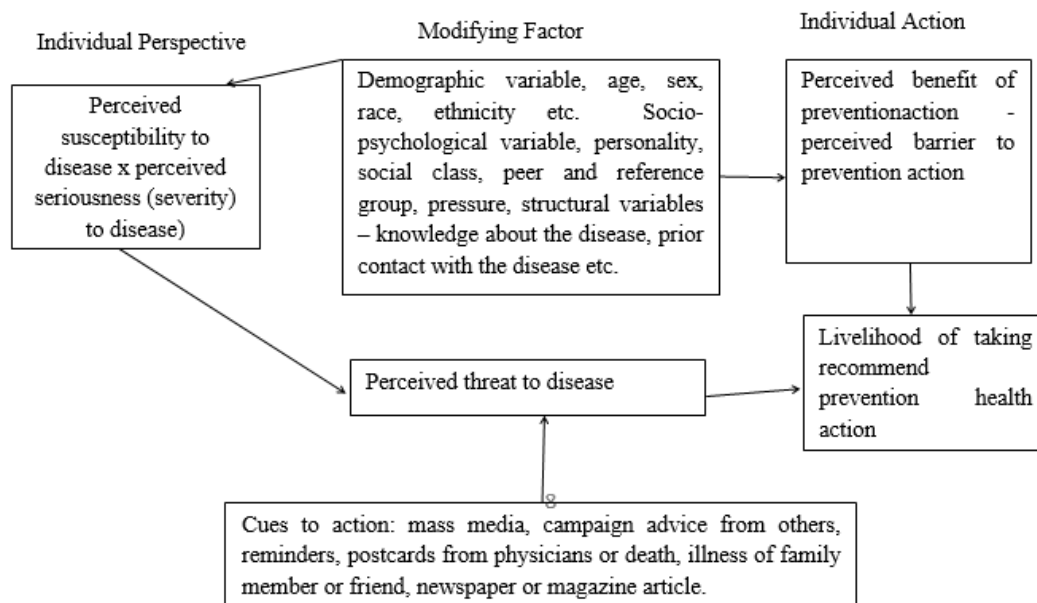 Individual Perspective
Modifying Factor
Individual Action
Perceived
susceptibility to
disease x perceived
seriousness (severity)
to disease)
Demographic variable, age, sex,
race, ethnicity etc. Socio-
psychological variable, personality,
social class, peer and reference
group, pressure, structural variables
– knowledge about the disease, prior
contact with the disease etc.
Perceived benefit of
preventionaction -
perceived barrier to
prevention action
Perceived threat to disease
Livelihood of taking
recommend
prevention health
action
8
Cues to action: mass media, campaign advice from others,
reminders, postcards from physicians or death, illness of family
member or friend, newspaper or magazine article.